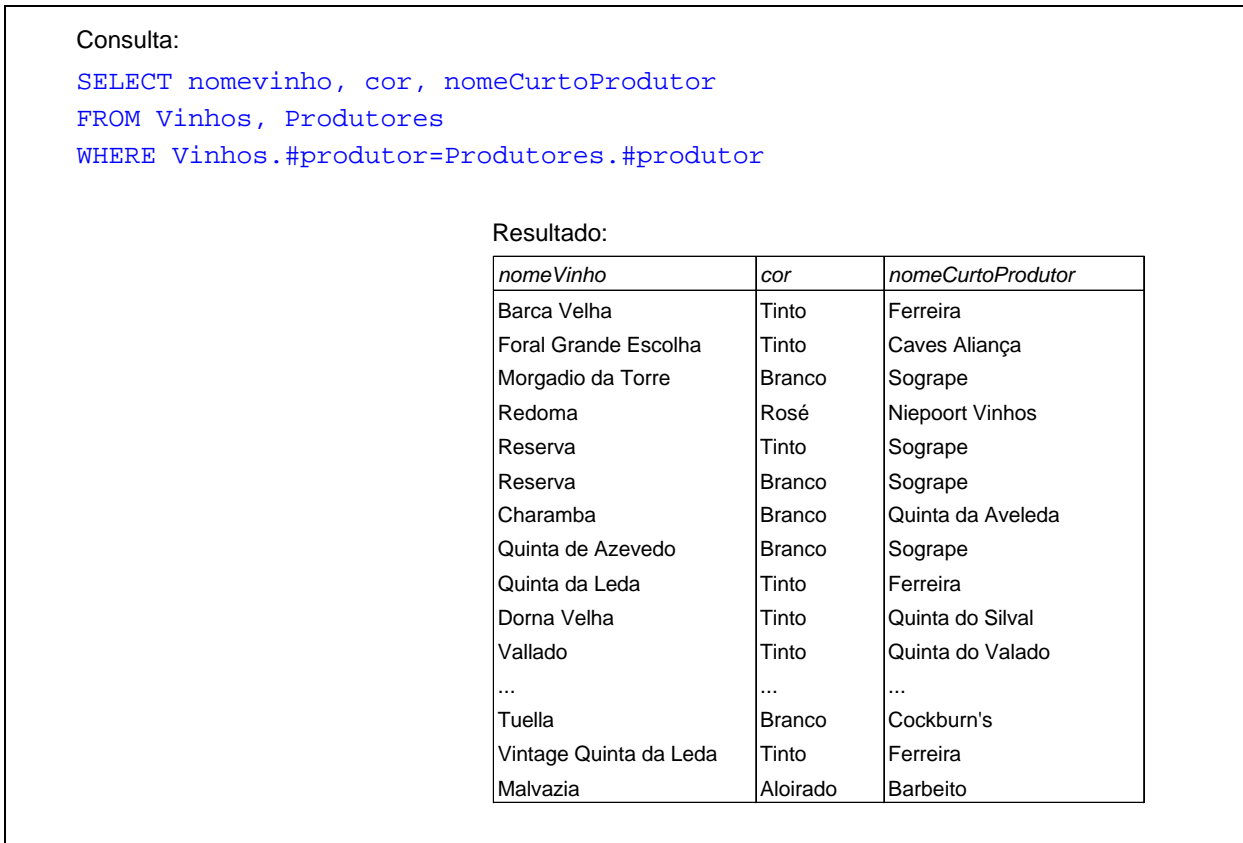 Consulta:
SELECT nomevinho, cor, nomeCurtoProdutor
FROM Vinhos, Produtores
WHERE Vinhos.#produtor=Produtores.#produtor
Resultado:
nomeVinho cor nomeCurtoProdutor
Barca Velha Tinto Ferreira
Foral Grande Escolha Tinto Caves Aliança
Morgadio da Torre Branco Sogrape
Redoma Rosé Niepoort Vinhos
Reserva Tinto Sogrape
Reserva Branco Sogrape
Charamba Branco Quinta da Aveleda
Quinta de Azevedo Branco Sogrape
Quinta da Leda Tinto Ferreira
Dorna Velha Tinto Quinta do Silval
Vallado Tinto Quinta do Valado
... ... ...
Tuella Branco Cockburn's
Vintage Quinta da Leda Tinto Ferreira
Malvazia Aloirado Barbeito